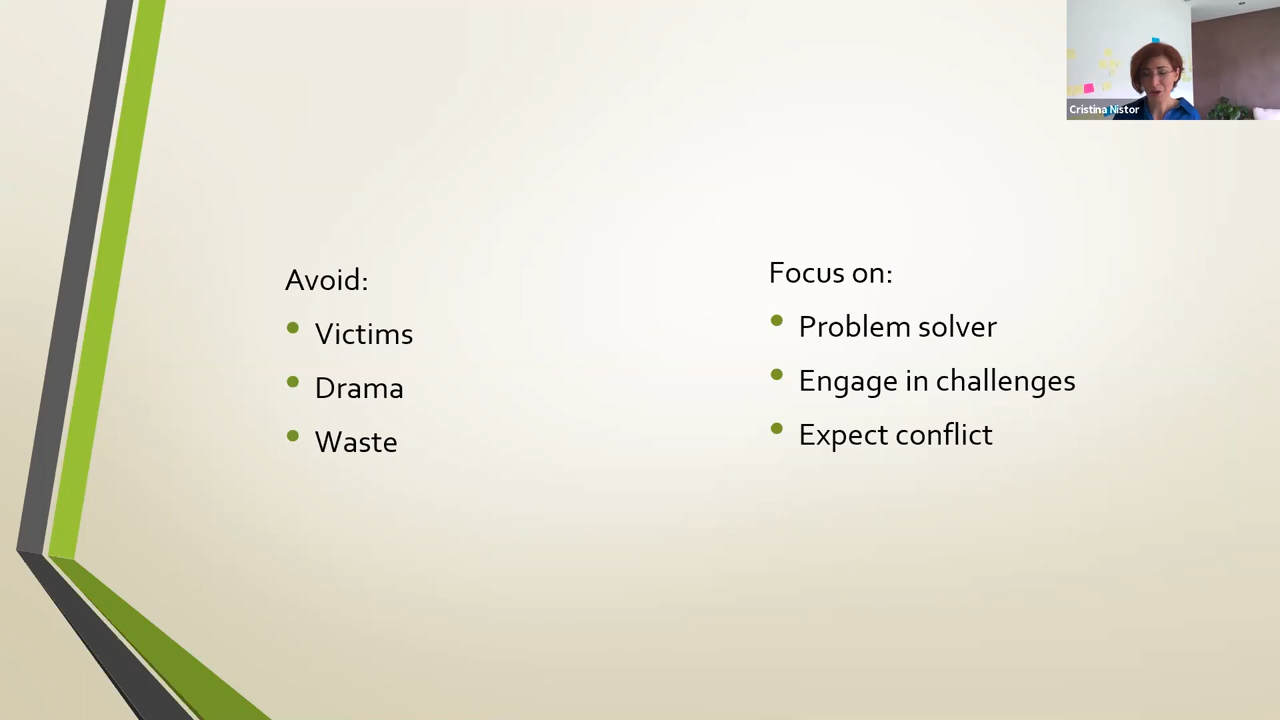 Cristina Nistor
Avoid:
Victims
Drama
Waste
Focus on:
Problem solver
Engage in challenges
Expect conflict